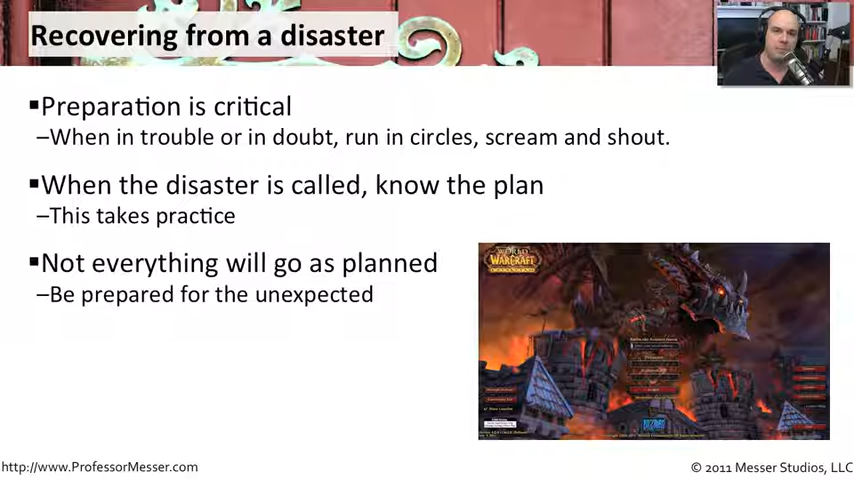 Recovering from a disaster
▪Preparation is critical
–When in trouble or in doubt, run in circles, scream and shout.
▪When the disaster is called, know the plan
–This takes practice
▪Not everything will go as planned
–Be prepared for the unexpected
WORLD
WARCRAFT
BLIZZARD
http://www.ProfessorMesser.com
© 2011 Messer Studios, LLC